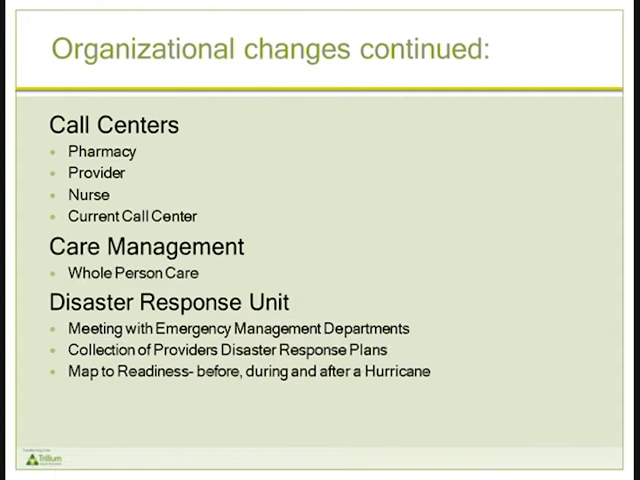 Organizational changes continued:
Call Centers
Pharmacy
Provider
Nurse
Current Call Center
Care Management
Whole Person Care
Disaster Response Unit
Meeting with Emergency Management Departments
Collection of Providers Disaster Response Plans
Map to Readiness- before, during and after a Hurricane
Trillium